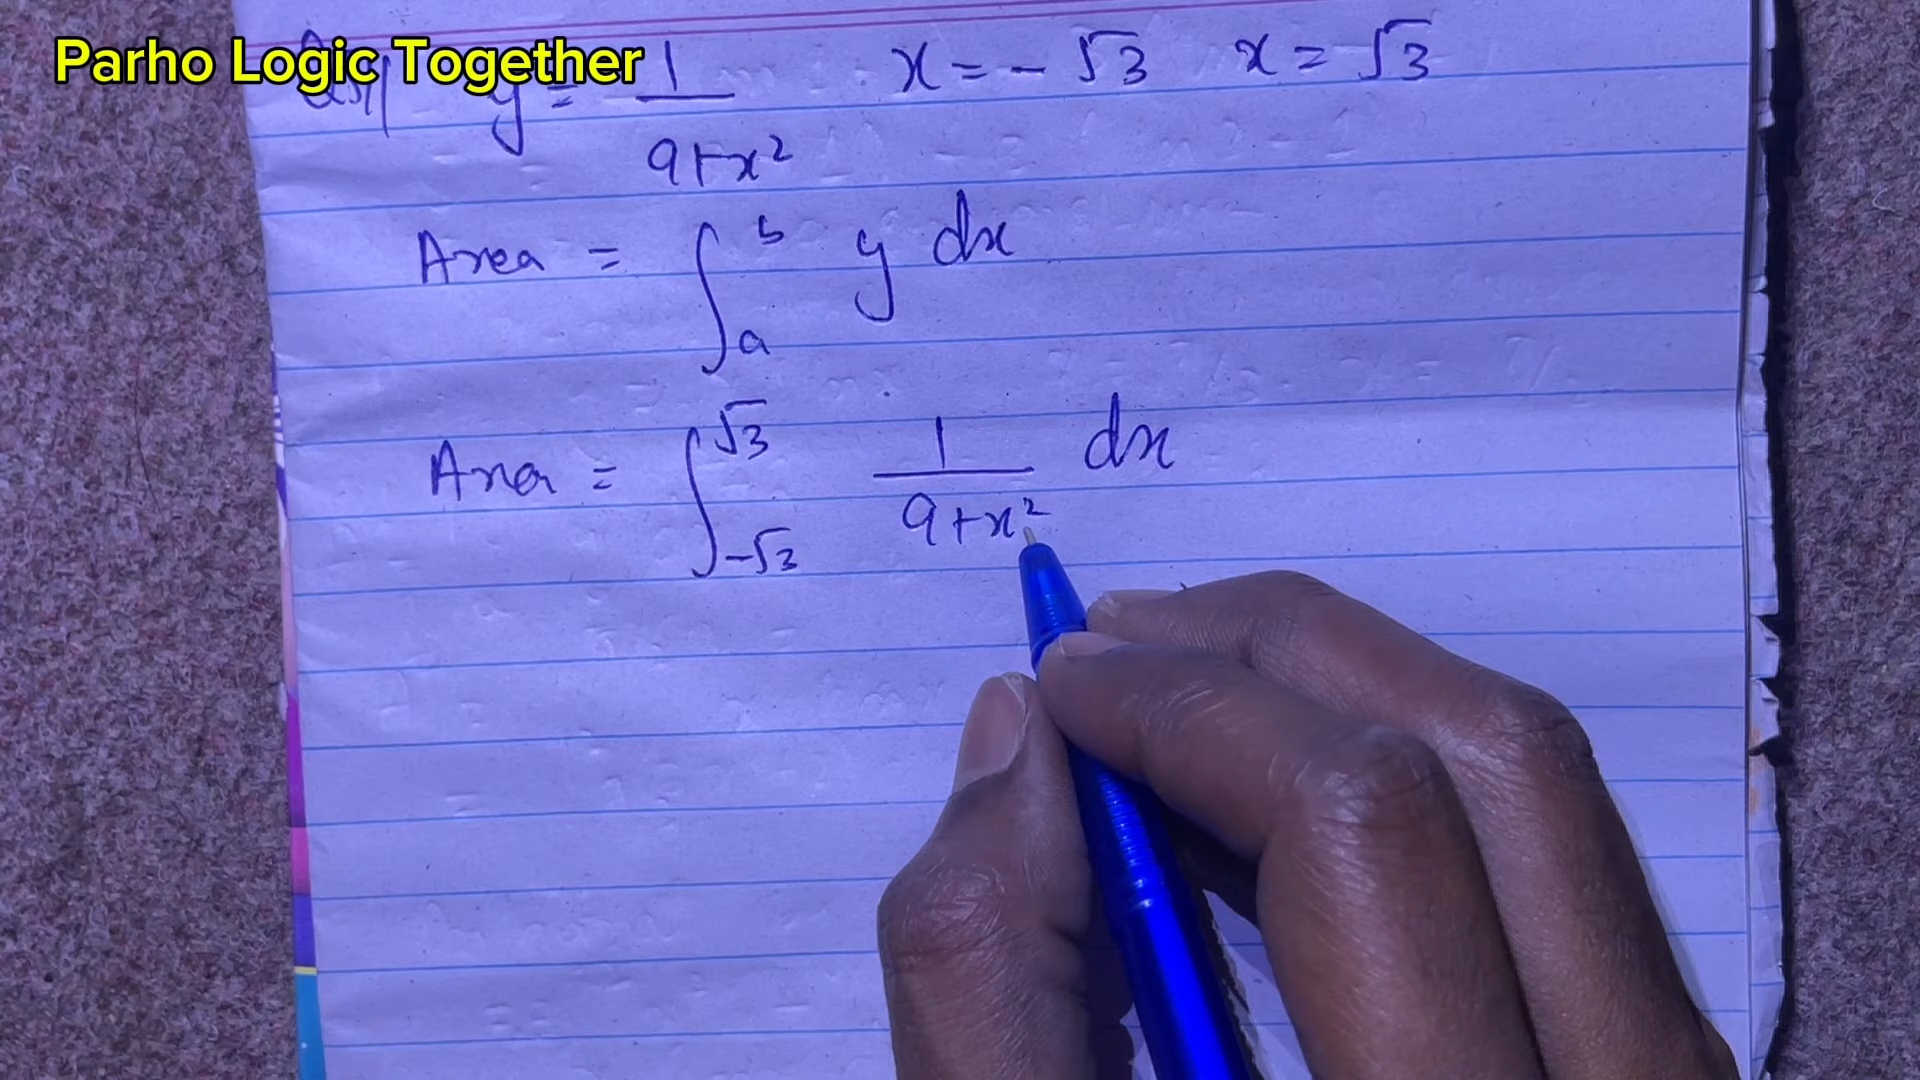 Parho Logic Together
y = 1/9+x² x = -√3 x = √3
Area = ∫ₐᵇ y dx
Area = ∫_{-√3}^{√3} 1/9+x² dx